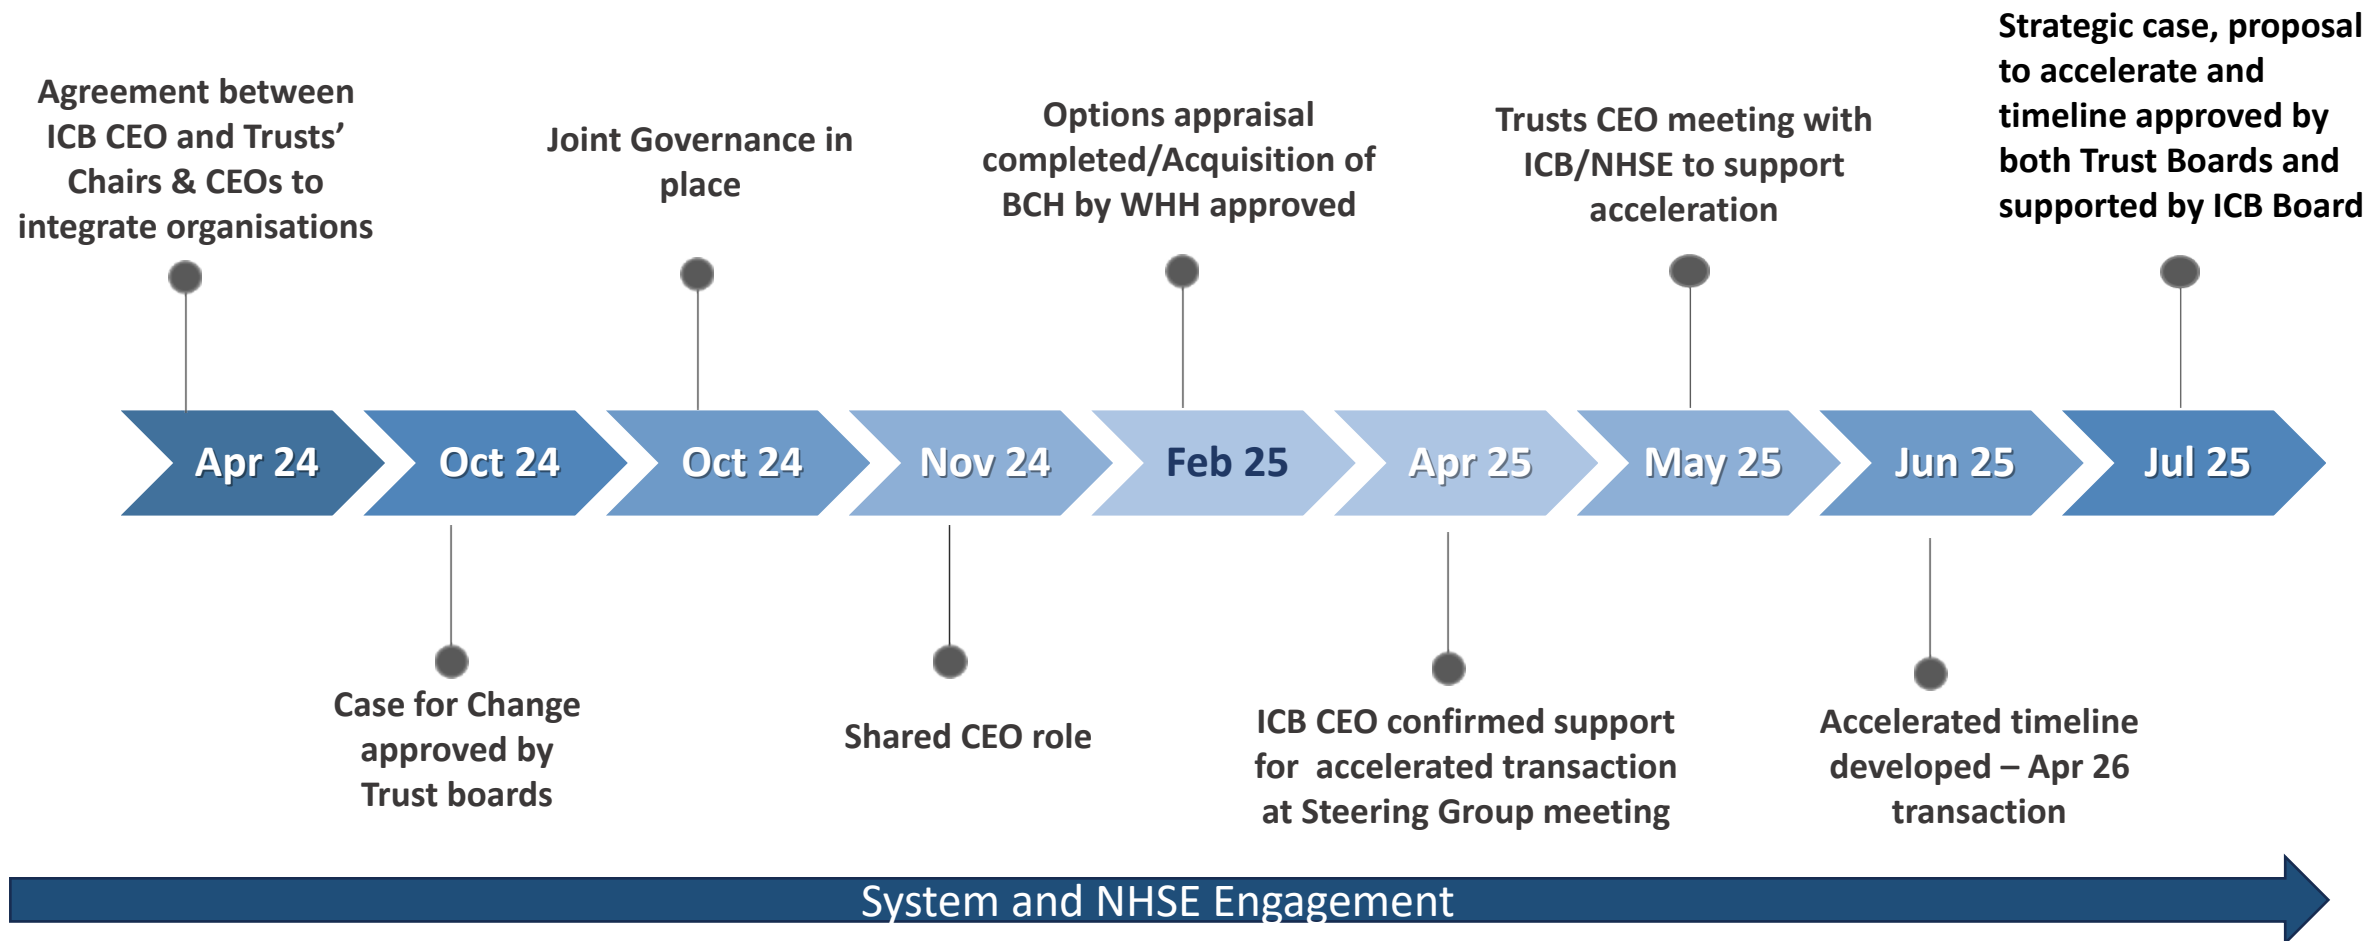 Agreement between
ICB CEO and Trusts’
Chairs & CEOs to
integrate organisations
Joint Governance in
place
Options appraisal
completed/Acquisition of
BCH by WHH approved
Trusts CEO meeting with
ICB/NHSE to support
acceleration
Strategic case, proposal
to accelerate and
timeline approved by
both Trust Boards and
supported by ICB Board
Apr 24
Oct 24
Oct 24
Nov 24
Feb 25
Apr 25
May 25
Jun 25
Jul 25
Case for Change
approved by
Trust boards
Shared CEO role
ICB CEO confirmed support
for accelerated transaction
at Steering Group meeting
Accelerated timeline
developed – Apr 26
transaction
System and NHSE Engagement